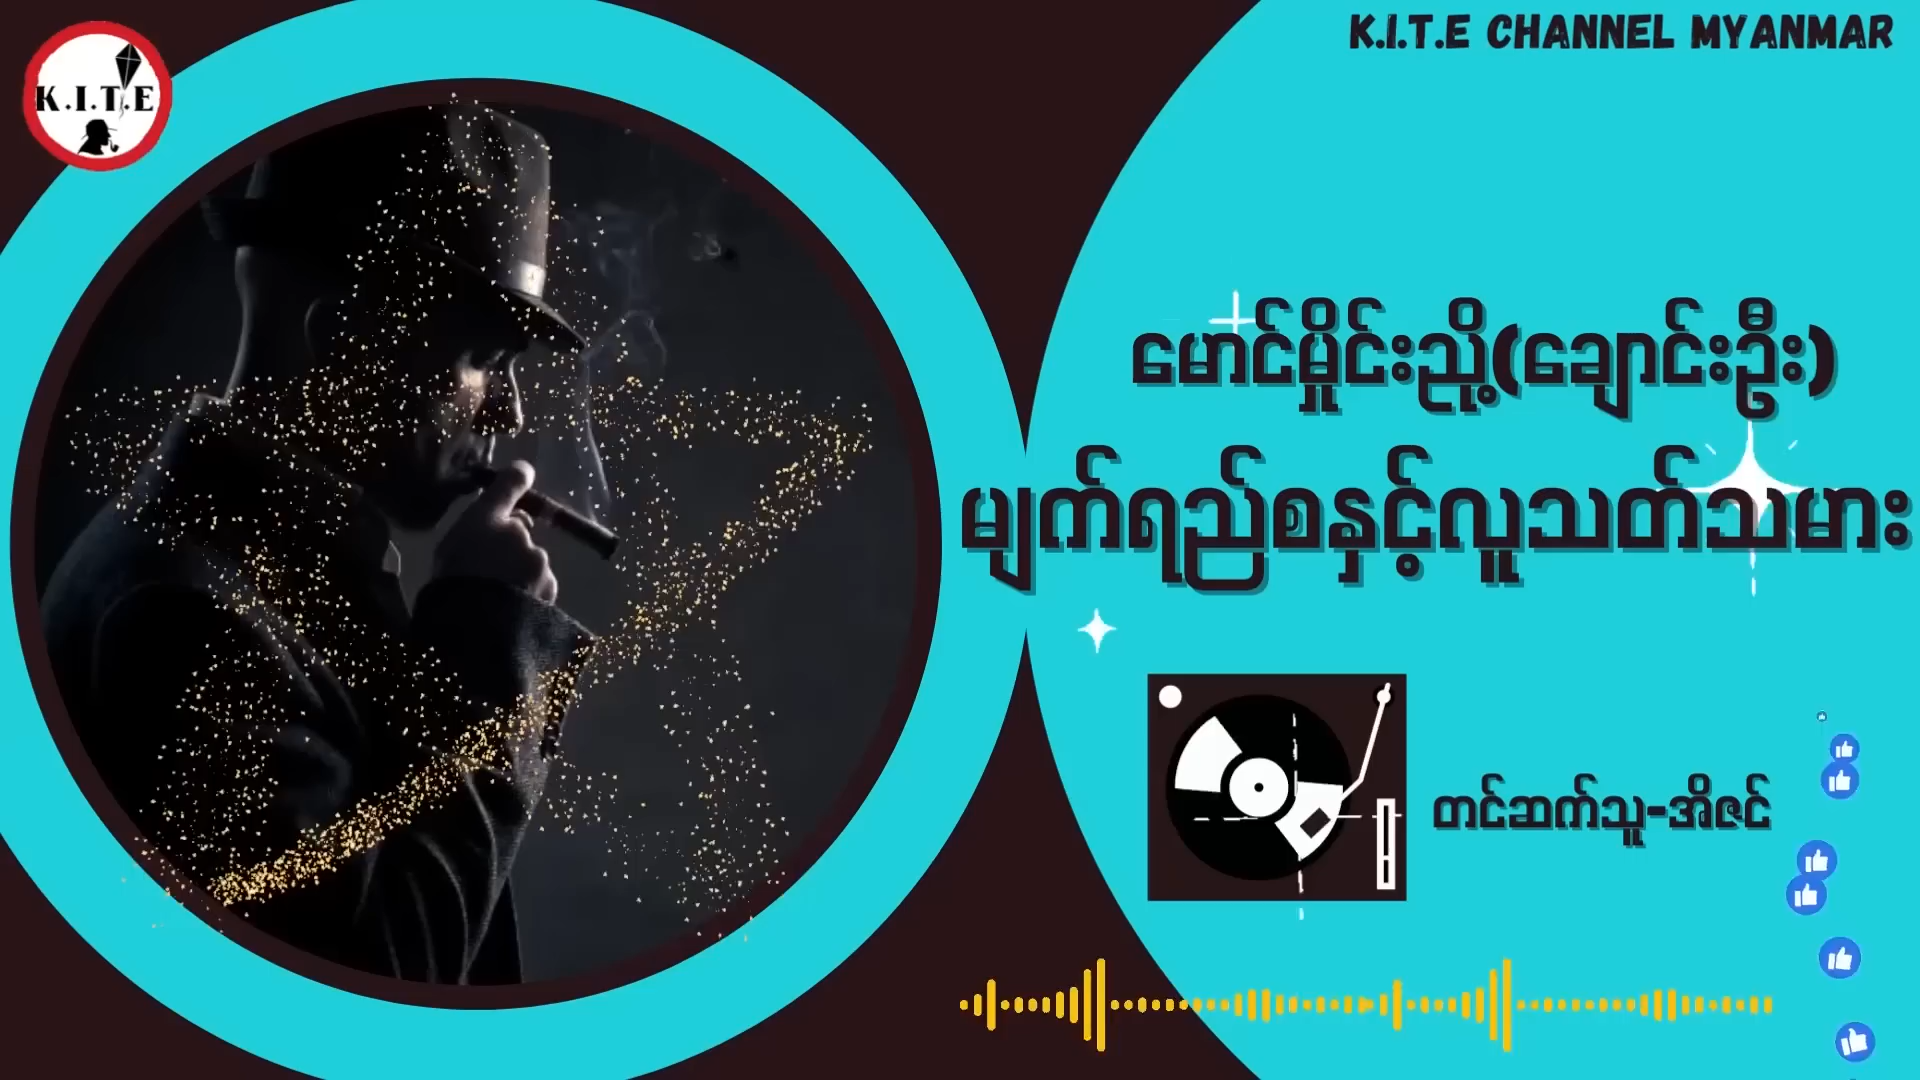 K.I.T.E CHANNEL MYANMAR
K.I.T.E
မောင်မှိုင်းညို့(ချောင်းဦး)
မျက်ရည်စနှင့်လူသတ်သမား
တင်ဆက်သူ-အိဇင်